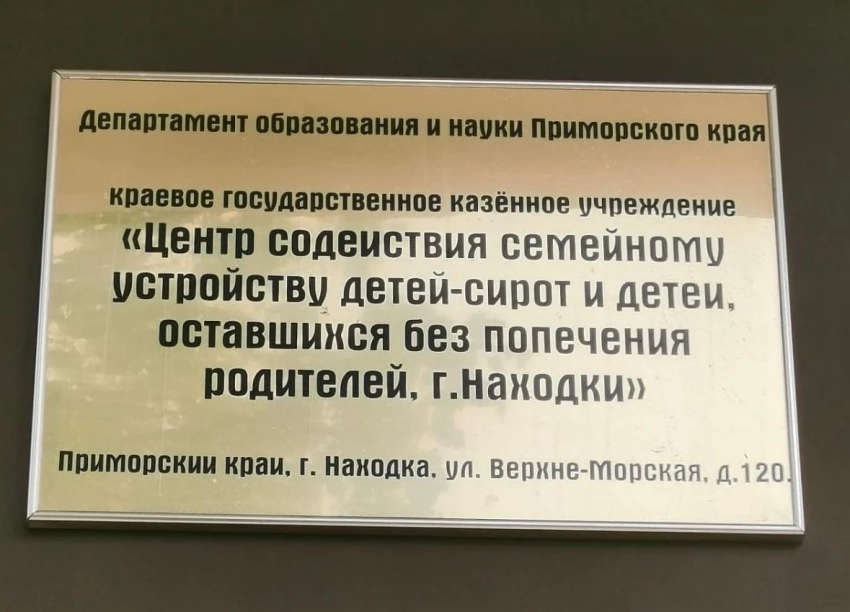 Департамент образования и науки Приморского края
краевое государственное казённое учреждение
«Центр содеиствия семейному
устройству детей-сирот и детеи,
оставшихся без попечения
родителей, г.Находки»
Приморскии краи, г. Находка, ул. Верхне-Морская, д.120.